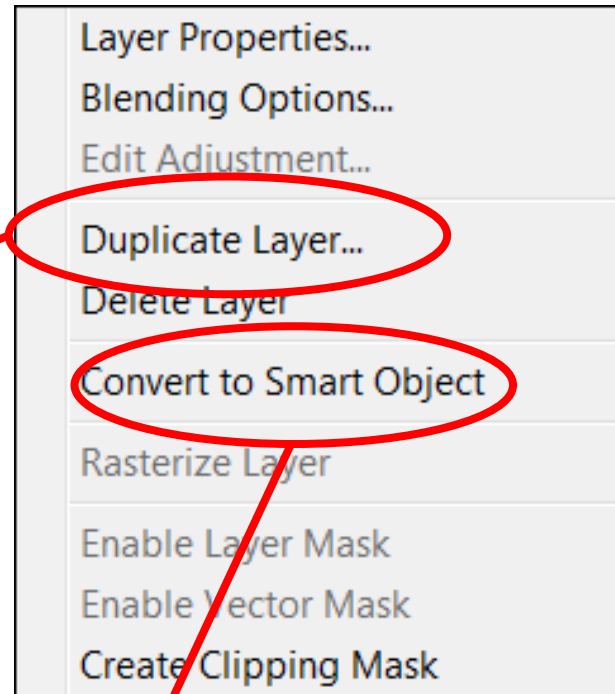 Layer Properties...
Blending Options...
Edit Adjustment...
Duplicate Layer...
Delete Layer
Convert to Smart Object
Rasterize Layer
Enable Layer Mask
Enable Vector Mask
Create Clipping Mask